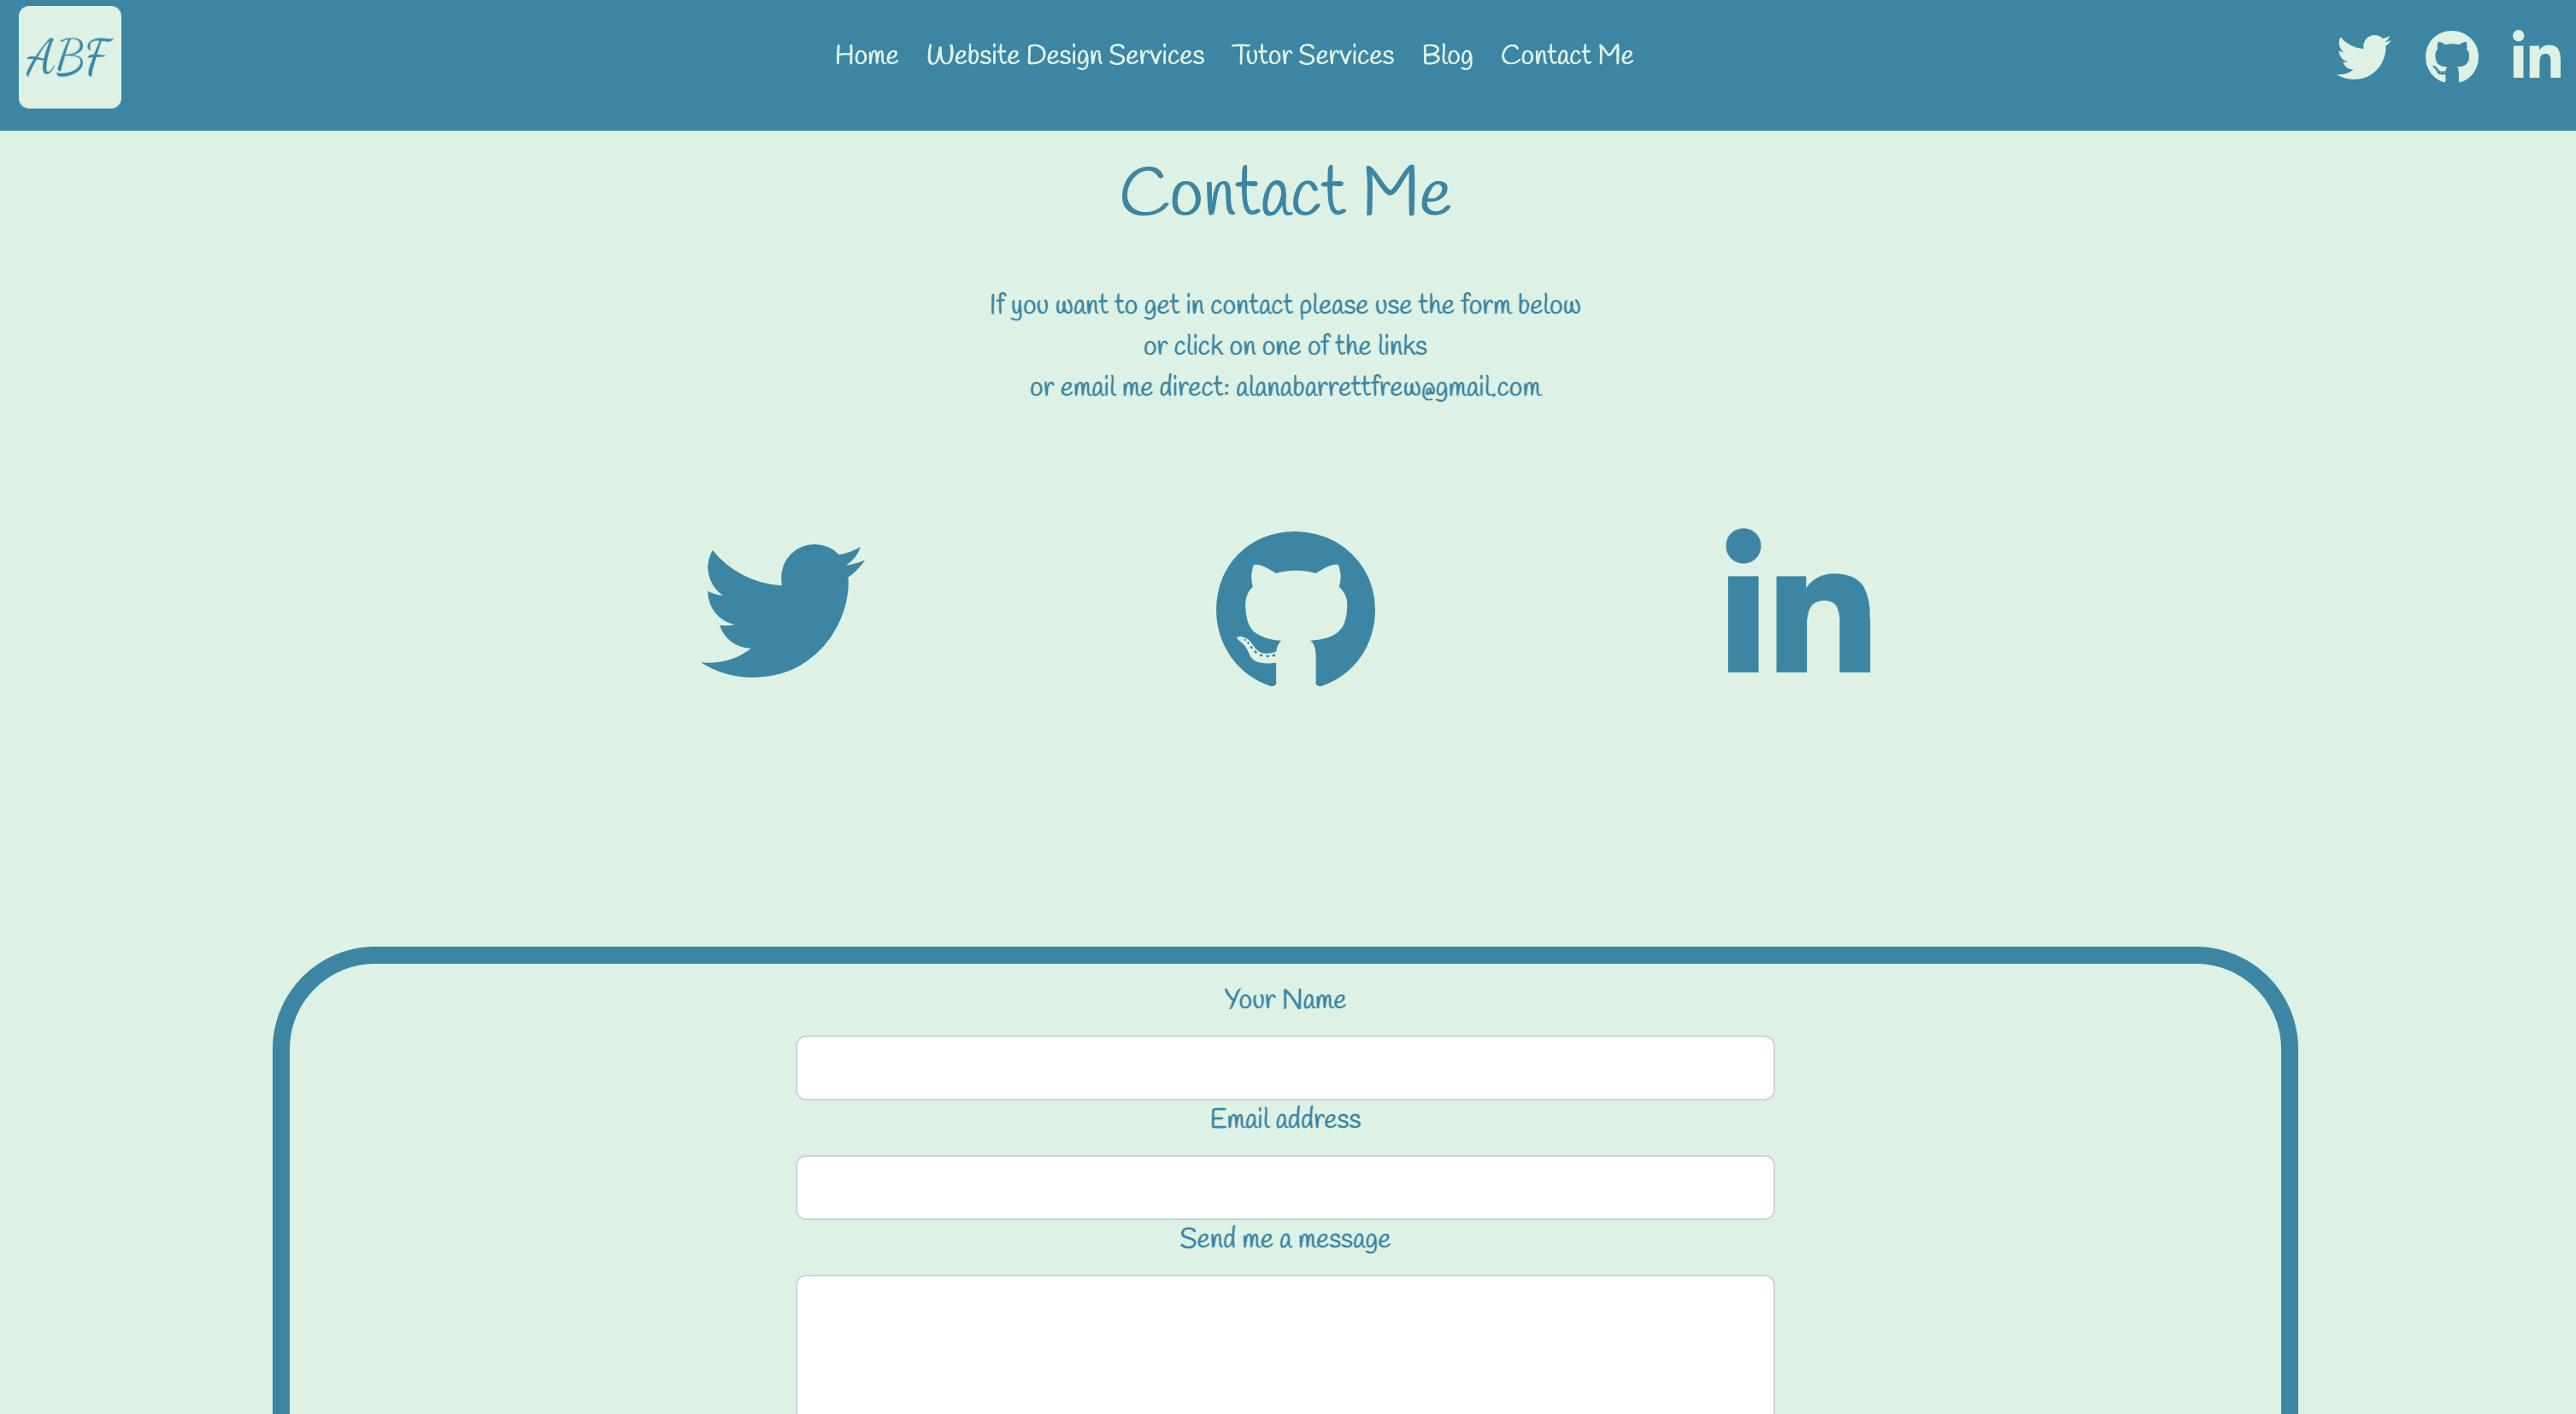 ABF
Home Website Design Services Tutor Services Blog Contact Me
in
Contact Me
If you want to get in contact please use the form below
or click on one of the links
or email me direct: alanabarrettfrew@gmail.com
in
Your Name
Email address
Send me a message